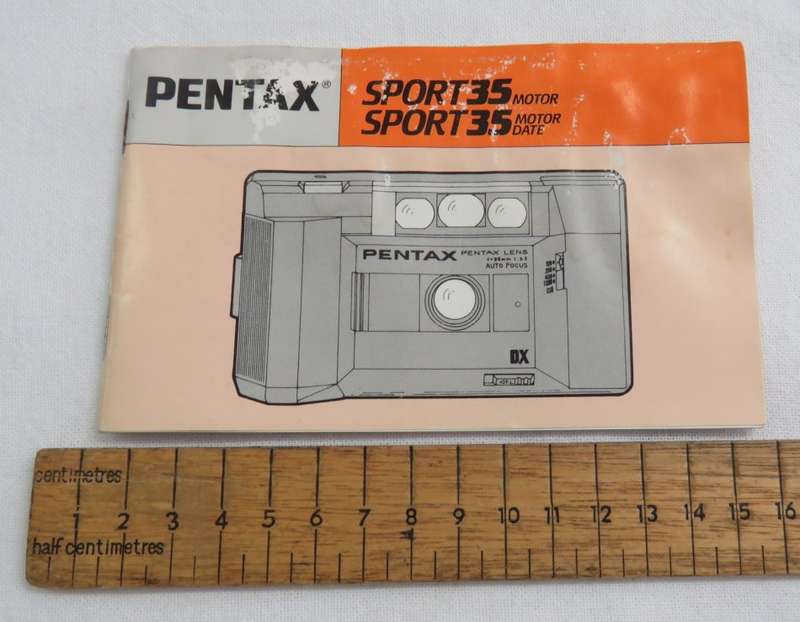 PENTAX®
SPORT35 MOTOR
SPORT35 MOTOR DATE
PENTAX PENTAX LENS
AUTO FOCUS
DX
centimetres
1 2 3 4 5 6 7 8 9 10 11 12 13 14 15 16
half centimetres